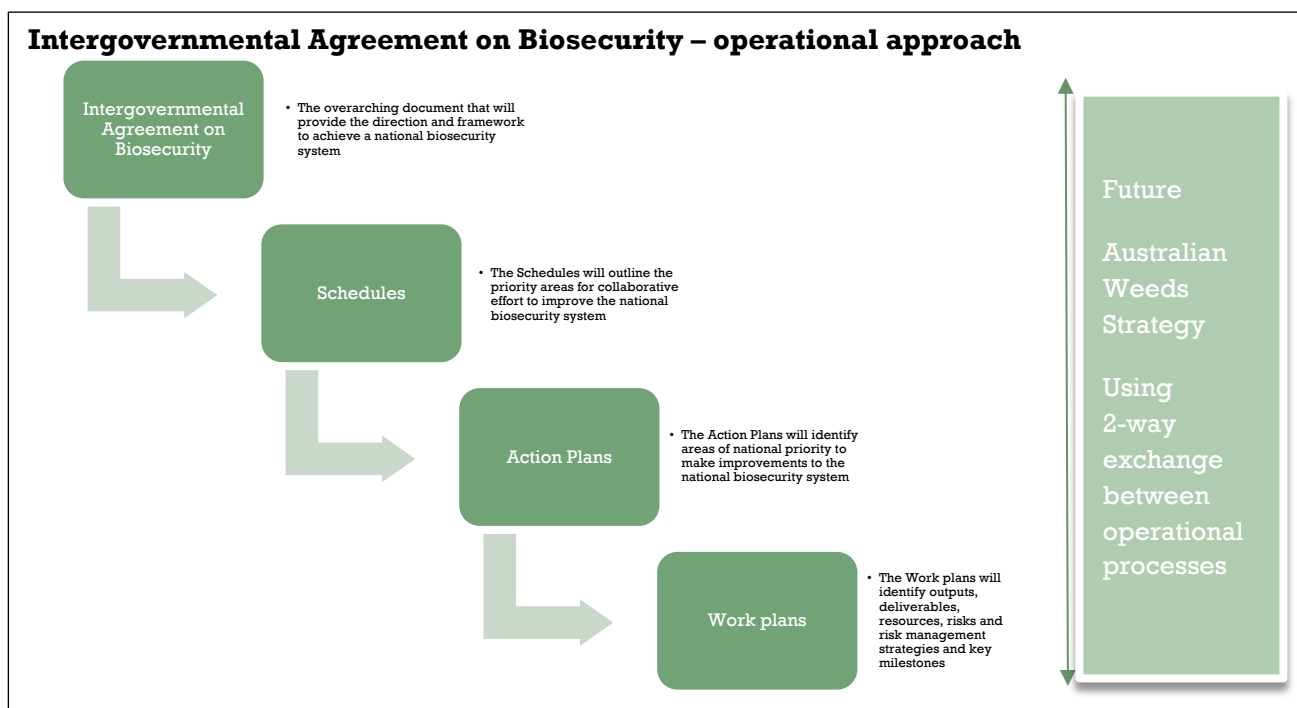 Intergovernmental Agreement on Biosecurity – operational approach
Intergovernmental
Agreement on
Biosecurity
• The overarching document that will
provide the direction and framework
to achieve a national biosecurity
system
Schedules
• The Schedules will outline the
priority areas for collaborative
effort to improve the national
biosecurity system
Action Plans
• The Action Plans will identify
areas of national priority to
make improvements to the
national biosecurity system
Work plans
• The Work plans will
identify outputs,
deliverables,
resources, risks and
risk management
strategies and key
milestones
Future
Australian
Weeds
Strategy
Using
2-way
exchange
between
operational
processes